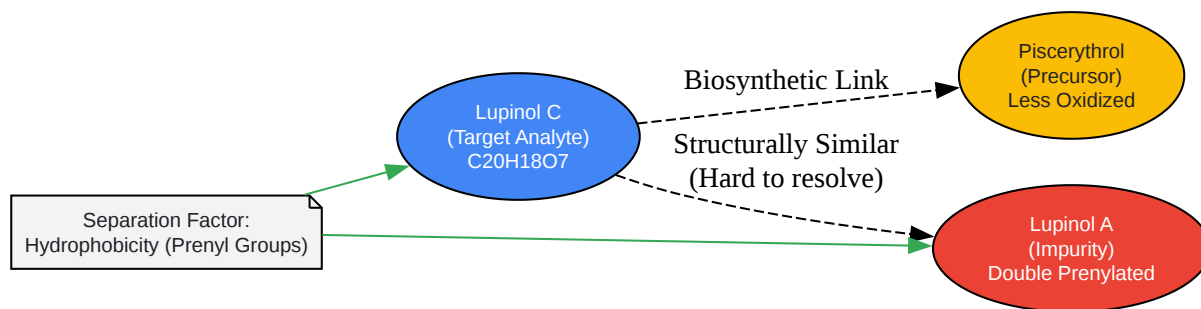 Separation Factor:
Hydrophobicity (Prenyl Groups)
Lupinol C
(Target Analyte)
C20H18O7
Biosynthetic Link
Structurally Similar
(Hard to resolve)
Piscerythrol
(Precursor)
Less Oxidized
Lupinol A
(Impurity)
Double Prenylated